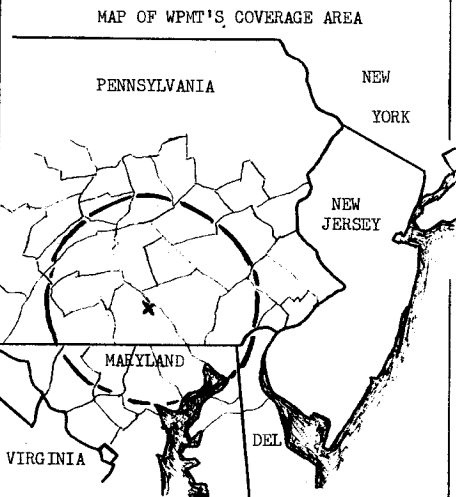 MAP OF WPMT'S COVERAGE AREA
PENNSYLVANIA
NEW
YORK
NEW
JERSEY
MARYLAND
DEL
VIRGINIA